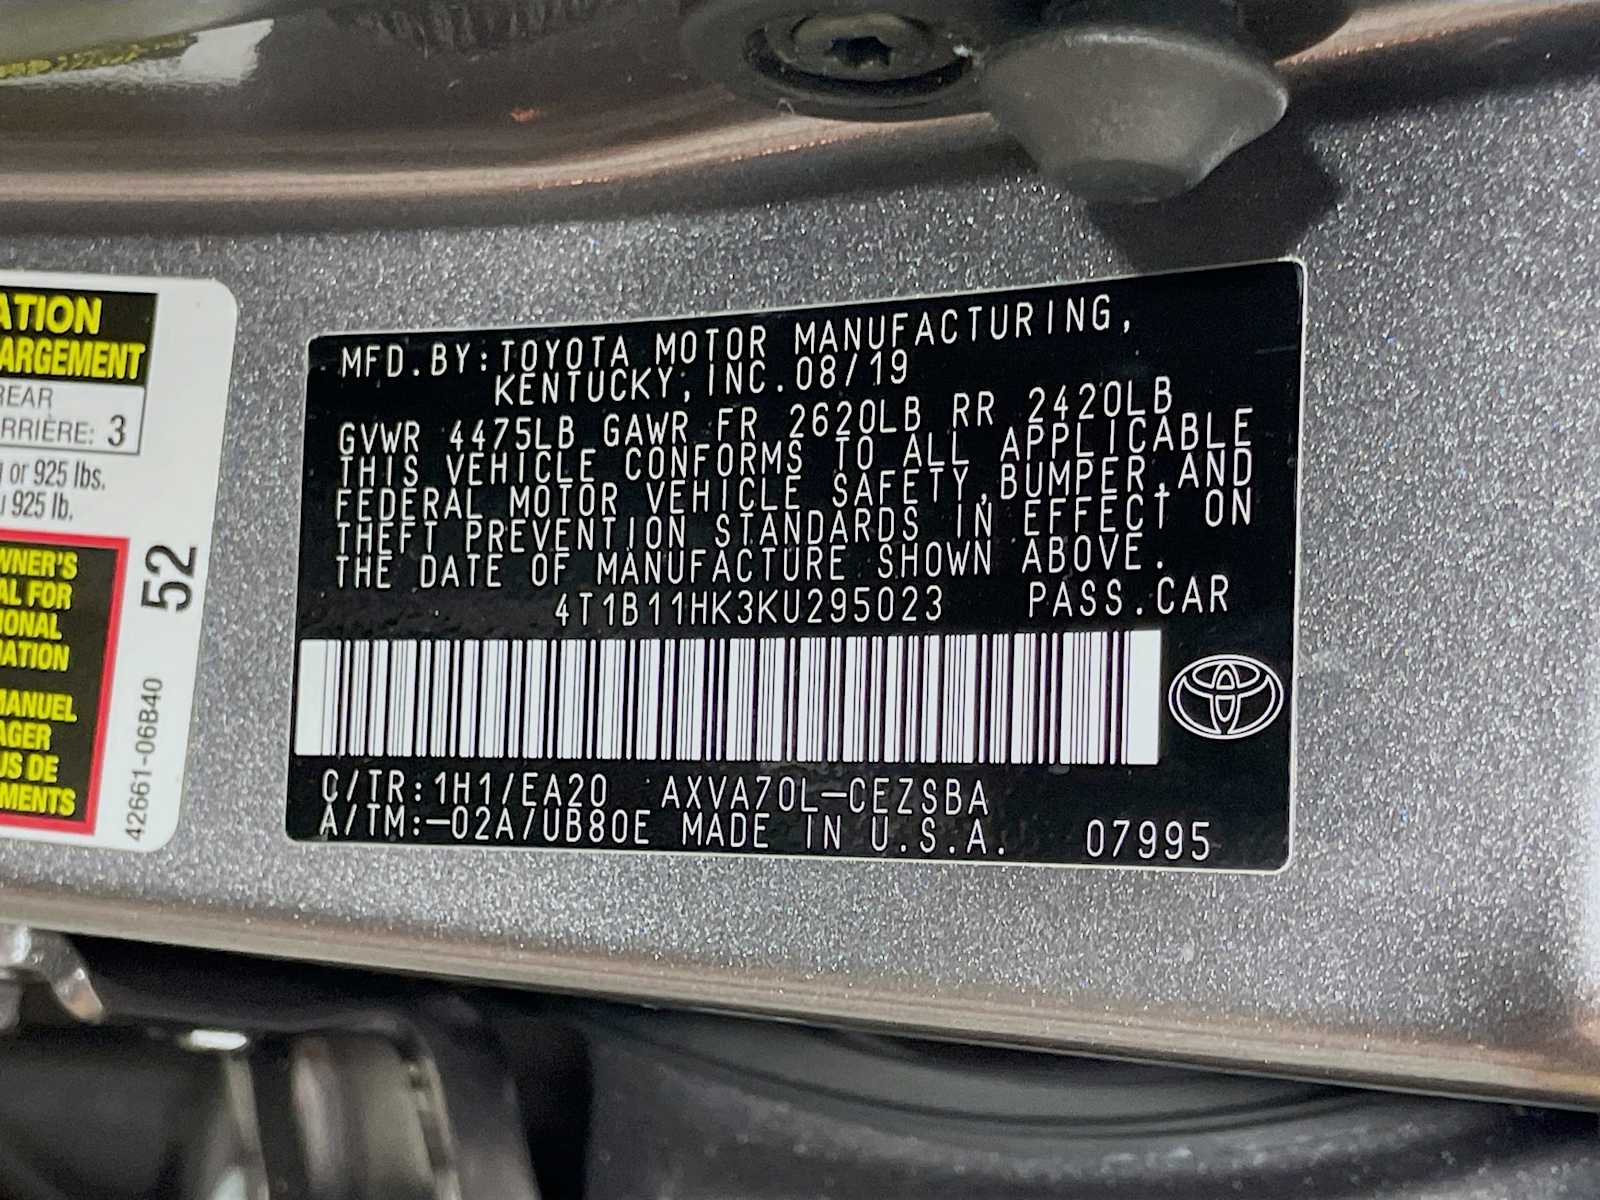 ATION
ARGEMENT
REAR
ARRIÈRE: 3
or 925 lbs.
925 lb.
WNER'S
AL FOR
IONAL
MATION
MANUEL
AGER
US DE
MENTS
52
42661-06B40
MFD.BY:TOYOTA MOTOR MANUFACTURING,
KENTUCKY, INC.08/19
GVWR 4475LB GAWR FR 2620LB RR 2420LB
THIS VEHICLE CONFORMS TO ALL APPLICABLE
FEDERAL MOTOR VEHICLE SAFETY,BUMPER,AND
THEFT PREVENTION STANDARDS IN EFFECT ON
THE DATE OF MANUFACTURE SHOWN ABOVE.
4T1B11HK3KU295023 PASS.CAR
C/TR:1H1/EA20 AXVA70L-CEZSBA
A/TM:-02A/UB80E MADE IN U.S.A. 07995